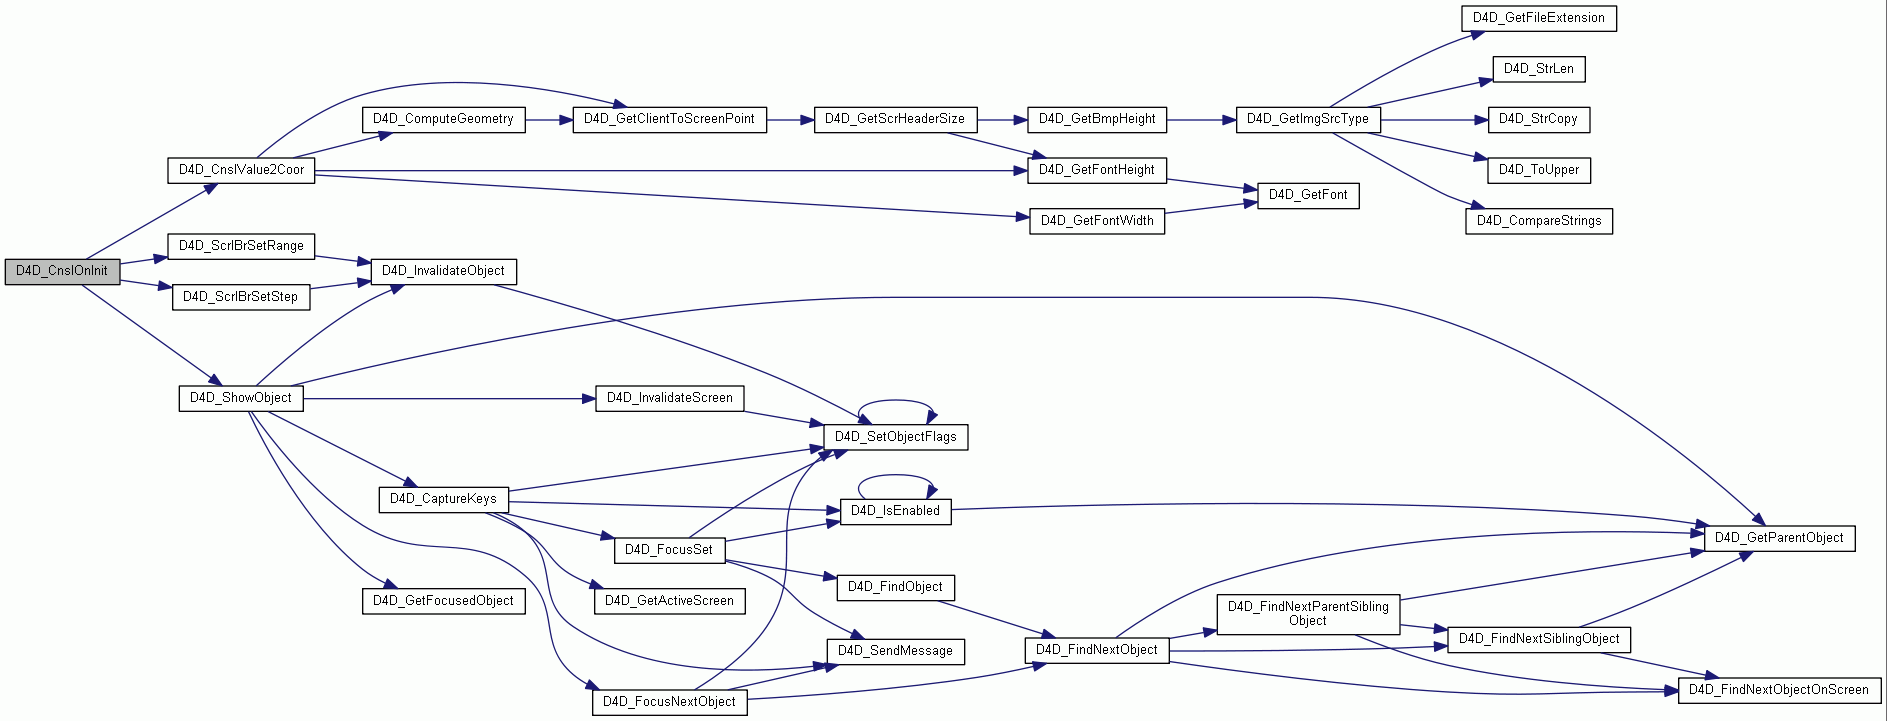 D4D_GetFileExtension
D4D_StrLen
D4D_ComputeGeometry
D4D_GetClientToScreenPoint
D4D_GetScrHeaderSize
D4D_GetBmpHeight
D4D_GetImgSrcType
D4D_StrCopy
D4D_CnslValue2Coor
D4D_GetFontHeight
D4D_ToUpper
D4D_GetFont
D4D_GetFontWidth
D4D_CompareStrings
D4D_ScrlBrSetRange
D4D_CnslOnInit
D4D_InvalidateObject
D4D_ScrlBrSetStep
D4D_ShowObject
D4D_InvalidateScreen
D4D_SetObjectFlags
D4D_CaptureKeys
D4D_IsEnabled
D4D_FocusSet
D4D_GetParentObject
D4D_FindObject
D4D_GetFocusedObject
D4D_GetActiveScreen
D4D_FindNextParentSibling
Object
D4D_FindNextSiblingObject
D4D_SendMessage
D4D_FindNextObject
D4D_FocusNextObject
D4D_FindNextObjectOnScreen